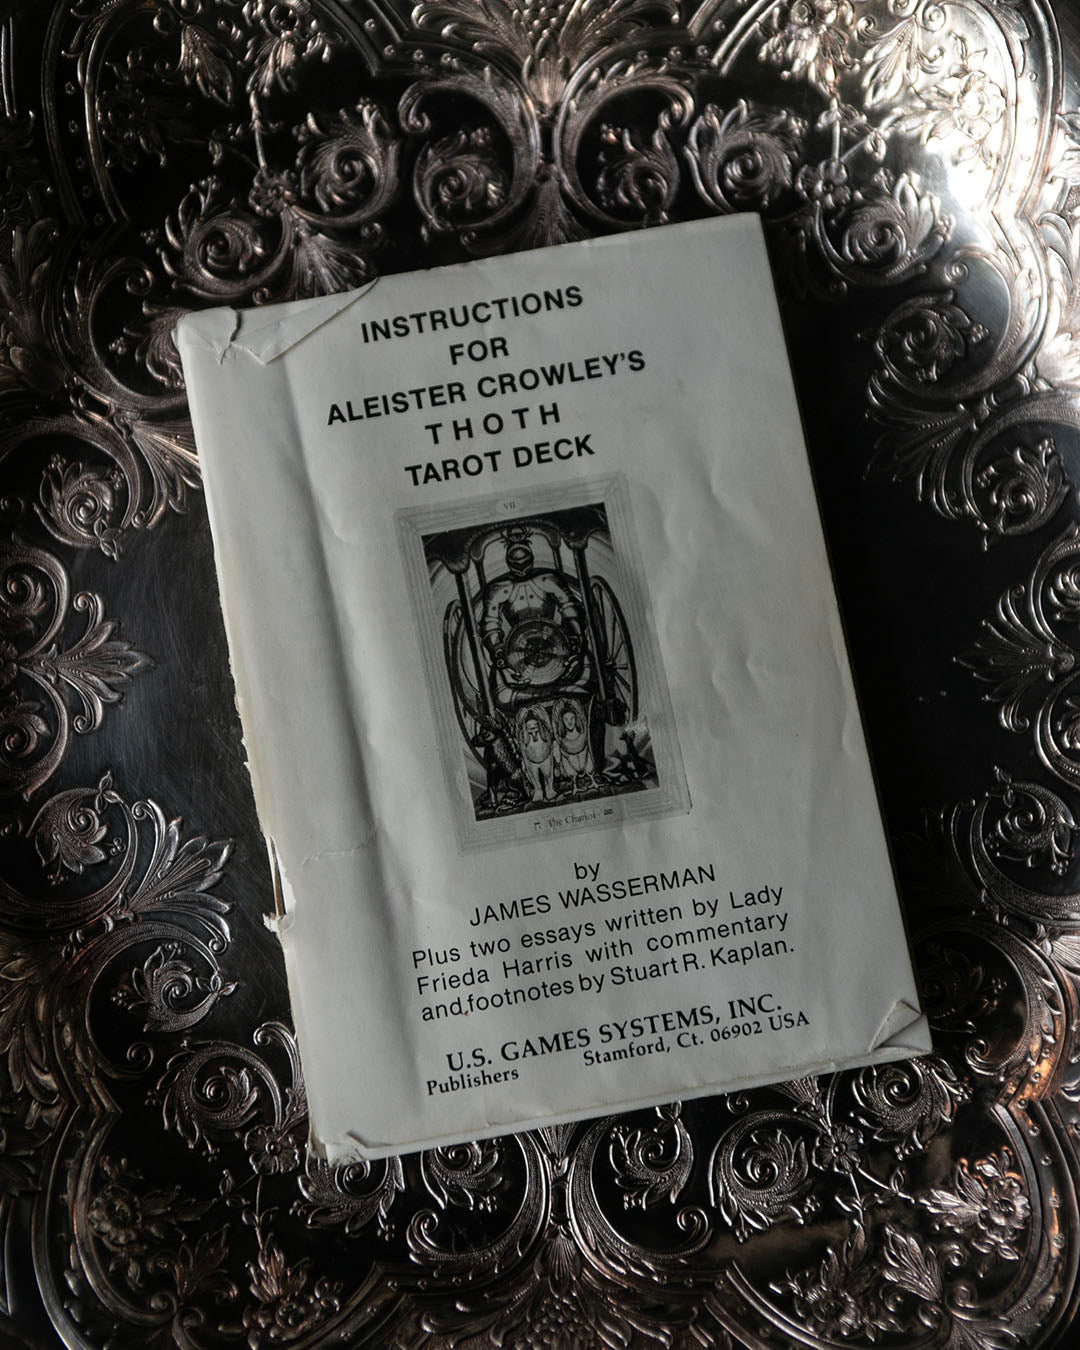 INSTRUCTIONS
FOR
ALEISTER CROWLEY'S
THOTH
TAROT DECK
VII
The Chariot
by
JAMES WASSERMAN
Plus two essays written by Lady
Frieda Harris with commentary
and footnotes by Stuart R. Kaplan.
U.S. GAMES SYSTEMS, INC.
Publishers Stamford, Ct. 06902 USA